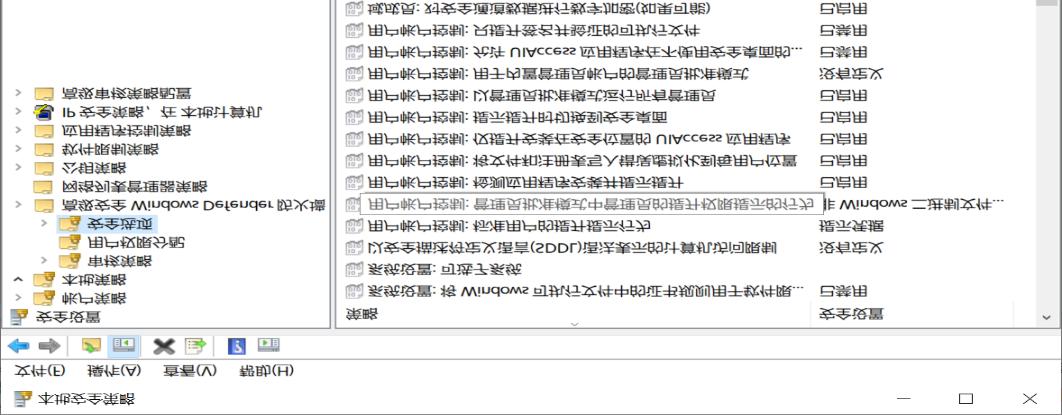 本地安全策略
文件(F) 操作(A) 查看(V) 帮助(H)
安全设置
帐户策略
本地策略
审核策略
用户权限分配
安全选项
高级安全 Windows Defender 防火墙
网络列表管理器策略
公钥策略
软件限制策略
应用程序控制策略
IP 安全策略，在 本地计算机
高级审核策略配置
策略 安全设置
系统设置: 将 Windows 可执行文件中的证书规则用于软件限... 已禁用
系统设置: 可选子系统
以安全描述符定义语言(SDDL)语法表示的计算机访问限制 没有定义
用户帐户控制: 标准用户的提升提示行为 提示凭据
用户帐户控制: 管理员批准模式中管理员的提升权限提示的行为 非 Windows 二进制文件...
用户帐户控制: 检测应用程序安装并提示提升 已启用
用户帐户控制: 将文件和注册表写入错误虚拟化到每用户位置 已启用
用户帐户控制: 仅提升安装在安全位置的 UIAccess 应用程序 已启用
用户帐户控制: 提示提升时切换到安全桌面 已启用
用户帐户控制: 以管理员批准模式运行所有管理员 已启用
用户帐户控制: 用于内置管理员帐户的管理员批准模式 没有定义
用户帐户控制: 允许 UIAccess 应用程序在不使用安全桌面的... 已禁用
用户帐户控制: 只提升签名并验证的可执行文件 已禁用
域成员: 对安全通道数据进行数字加密(如果可能) 已启用